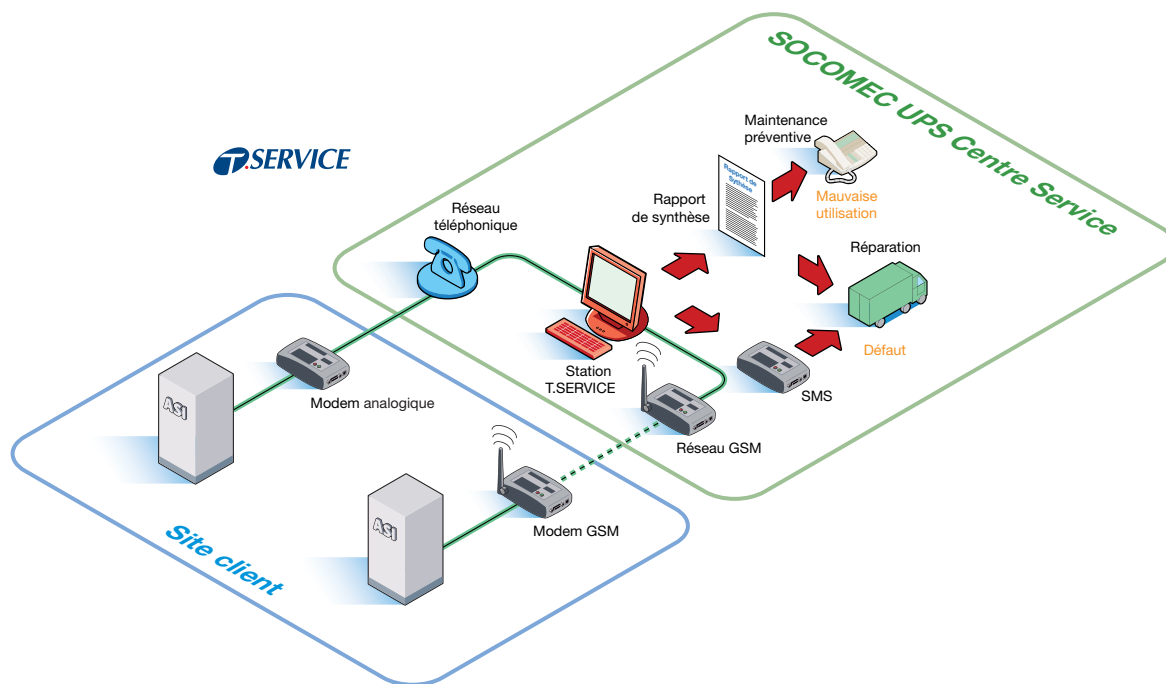 SOCOMEC UPS Centre Service
T.SERVICE
Maintenance
préventive
Rapport de
Sythèse
Mauvaise
utilisation
Rapport
de synthèse
Réseau
téléphonique
Réparation
Défaut
Station
T.SERVICE
SMS
Modem analogique
Réseau GSM
ASI
Modem GSM
ASI
Site client